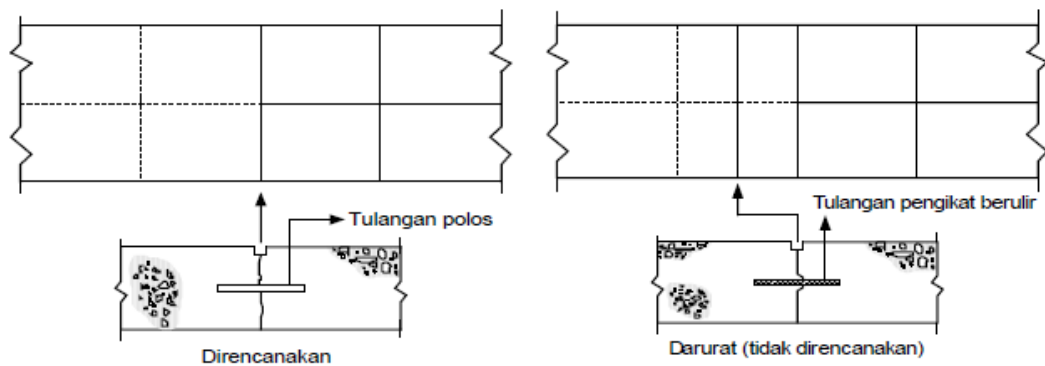 Tulangan polos
Direncanakan
Tulangan pengikat berulir
Darurat (tidak direncanakan)